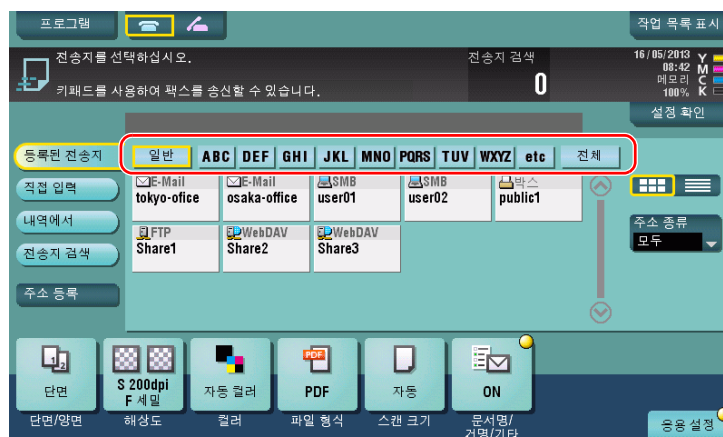 프로그램
작업 목록 표시
전송지를 선택하십시오.
전송지 검색
16/05/2013
08:42
메모리
100%
Y
M
C
K
키패드를 사용하여 팩스를 송신할 수 있습니다.
0
설정 확인
등록된 전송지
일반 ABC DEF GHI JKL MNO PQRS TUV WXYZ etc 전체
직접 입력
E-Mail
tokyo-ofice
E-Mail
osaka-office
SMB
user01
SMB
user02
박스
public1
내역에서
주소 종류
모두
FTP
Share1
WebDAV
Share2
WebDAV
Share3
전송지 검색
주소 등록
1 2
PDF
단면
S 200dpi
F 세밀
자동 컬러
PDF
자동
ON
단면/양면
해상도
컬러
파일 형식
스캔 크기
문서명/
건명/기타
응용 설정